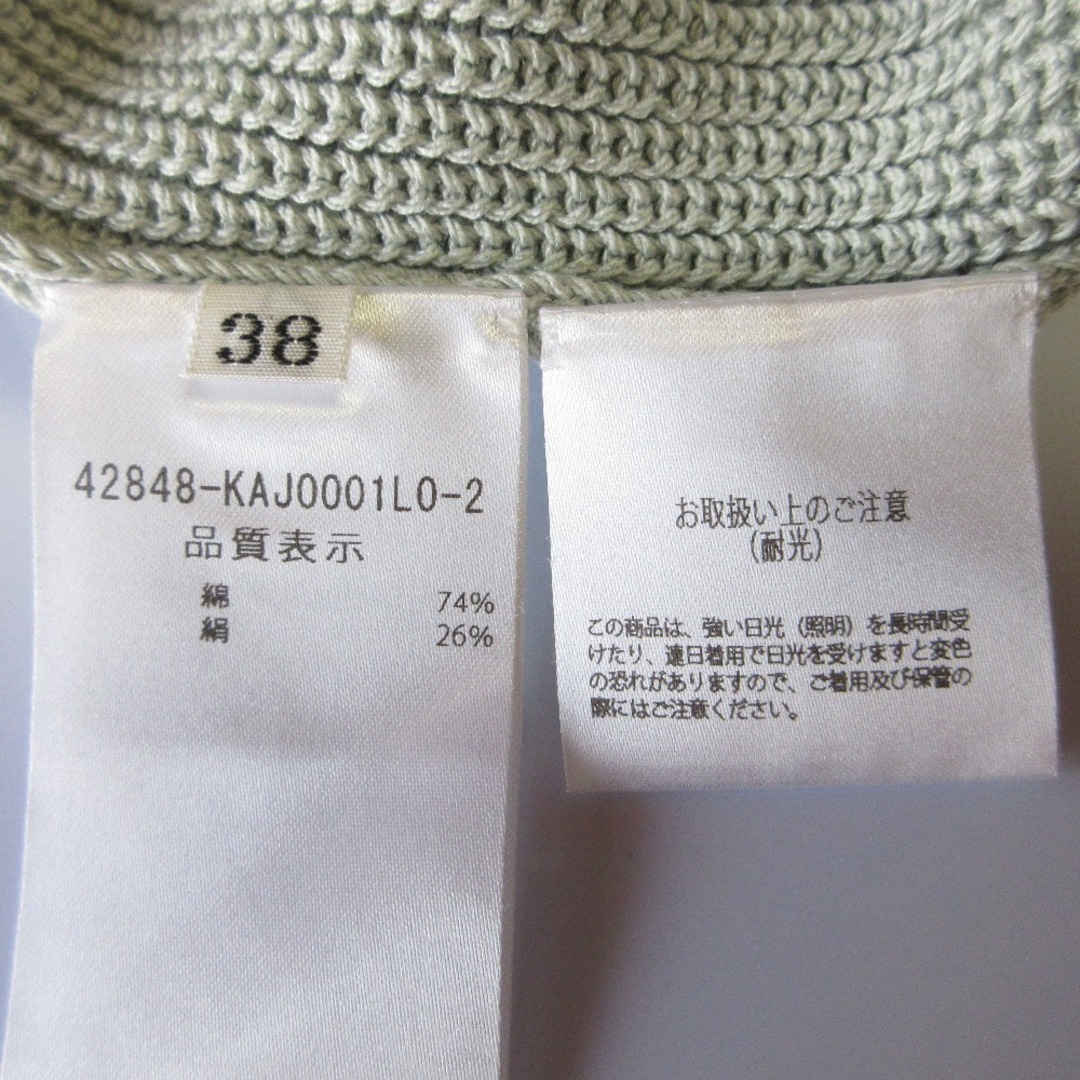 38
42848-KAJ0001L0-2
品質表示
綿 74%
絹 26%
お取扱い上のご注意
(耐光)
この商品は、強い日光(照明)を長時間受
けたり、連日着用で日光を受けますと変色
の恐れがありますので、ご着用及び保管の
際にはご注意ください。